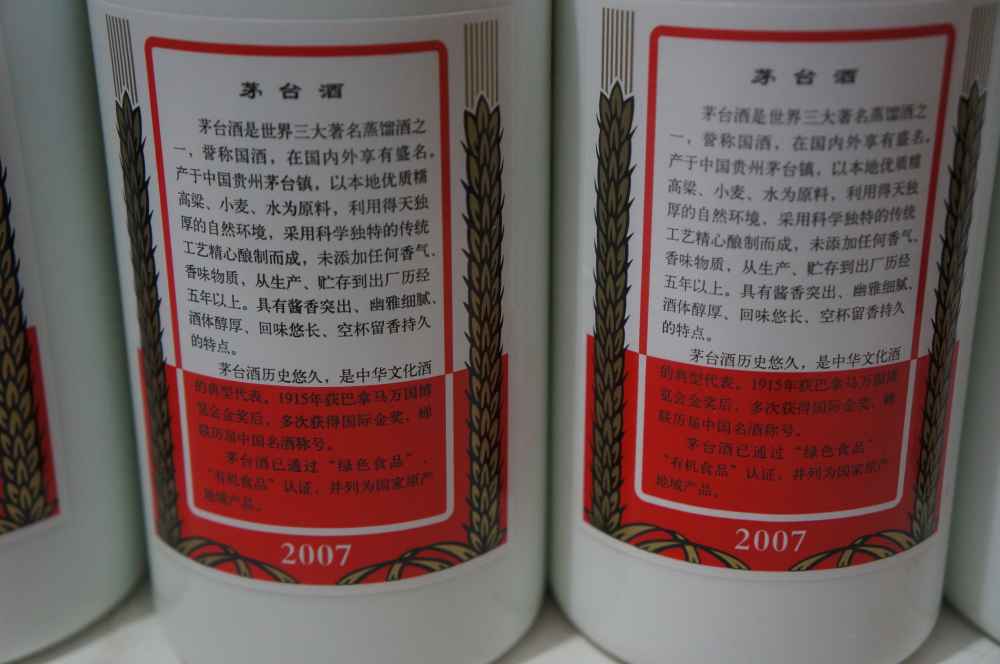 茅台酒
茅台酒是世界三大著名蒸馏酒之
一，誉称国酒，在国内外享有盛名。
产于中国贵州茅台镇，以本地优质糯
高粱、小麦、水为原料，利用得天独
厚的自然环境，采用科学独特的传统
工艺精心酿制而成，未添加任何香气、
香味物质，从生产、贮存到出厂历经
五年以上。具有酱香突出、幽雅细腻、
酒体醇厚、回味悠长、空杯留香持久
的特点。
茅台酒历史悠久，是中华文化酒
的典型代表。1915年荻巴拿马万国博
览会金奖后，多次获得国际金奖，蝉
联历届中国名酒称号。
茅台酒已通过“绿色食品”、
“有机食品”认证，并列为国家原产
地域产品。
2007
茅台酒
茅台酒是世界三大著名蒸馏酒之
一，誉称国酒，在国内外享有盛名。
产于中国贵州茅台镇，以本地优质糯
高粱、小麦、水为原料，利用得天独
厚的自然环境、采用科学独特的传统
工艺精心酿制而成，未添加任何香气、
香味物质，从生产、贮存到出厂历经
五年以上。具有酱香突出、幽雅细腻、
酒体醇厚、回味悠长、空杯留香持久
的特点。
茅台酒历史悠久，是中华文化酒
的典型代表。1915年荻巴拿马万国博
览会金奖后，多次获得国际金奖、蝉
联历届中国名酒称号。
茅台酒已通过“绿色食品”、
“有机食品”认证，并列为国家原产
地域产品。
2007